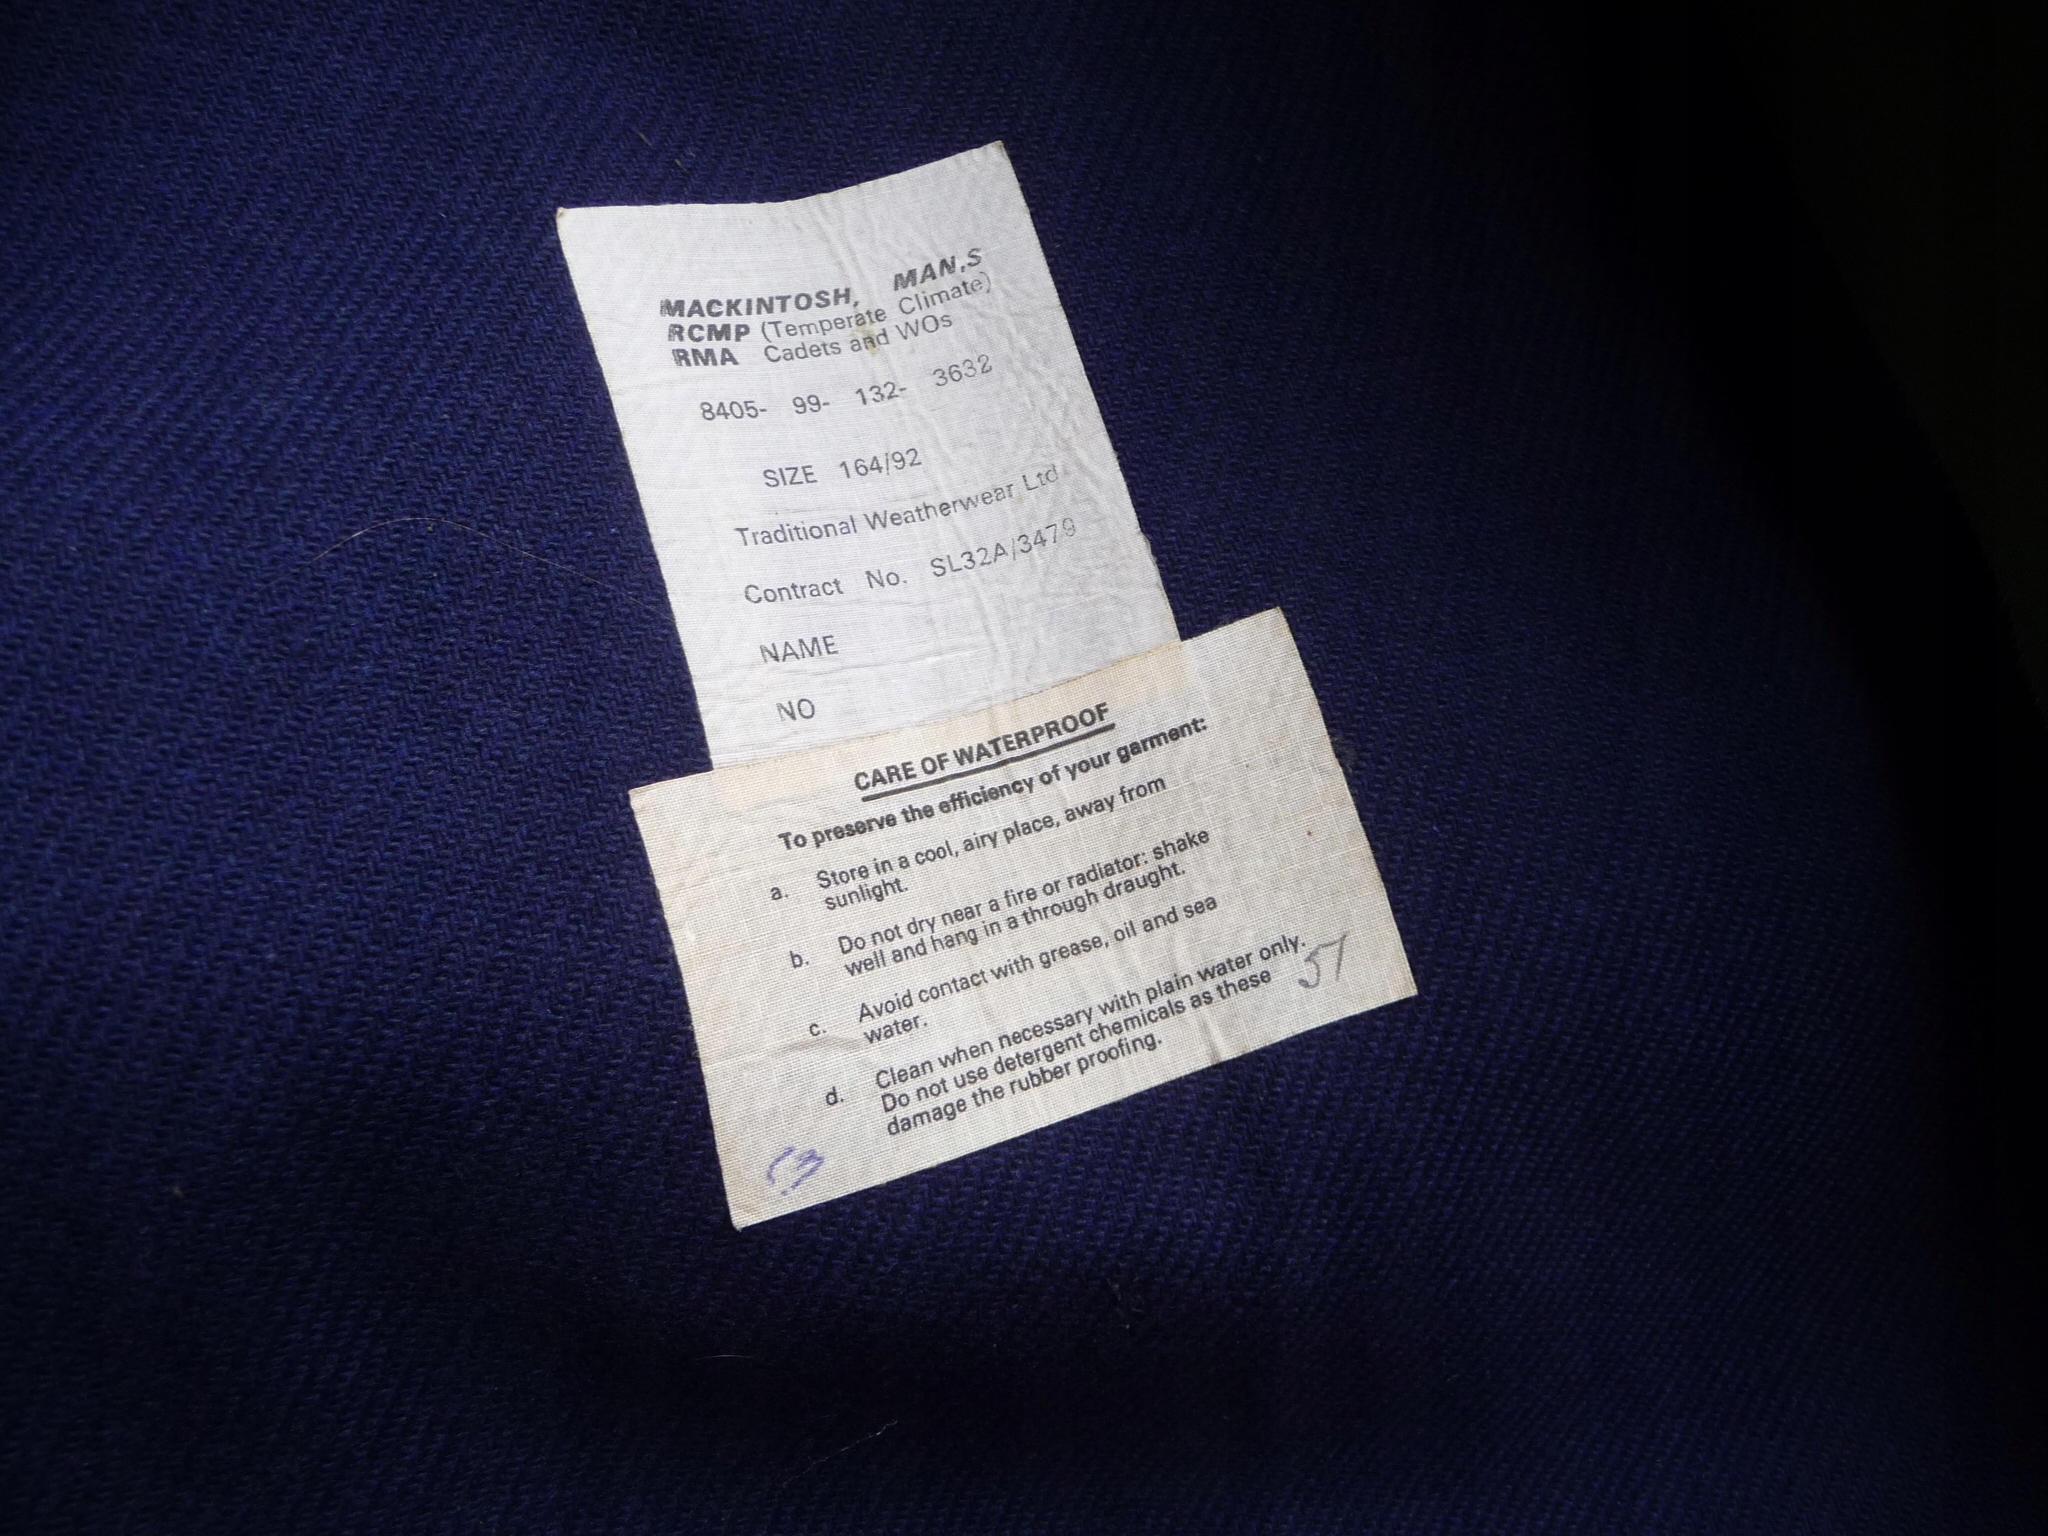 MACKINTOSH, MAN,S
RCMP (Temperate Climate)
RMA Cadets and WOs
8405- 99- 132- 3632
SIZE 164/92
Traditional Weatherwear Ltd
Contract No. SL32A/3479
NAME
NO
CARE OF WATERPROOF
To preserve the efficiency of your garment:
a. Store in a cool, airy place, away from
sunlight.
b. Do not dry near a fire or radiator: shake
well and hang in a through draught.
c. Avoid contact with grease, oil and sea
water.
d. Clean when necessary with plain water only.
Do not use detergent chemicals as these
damage the rubber proofing.
51